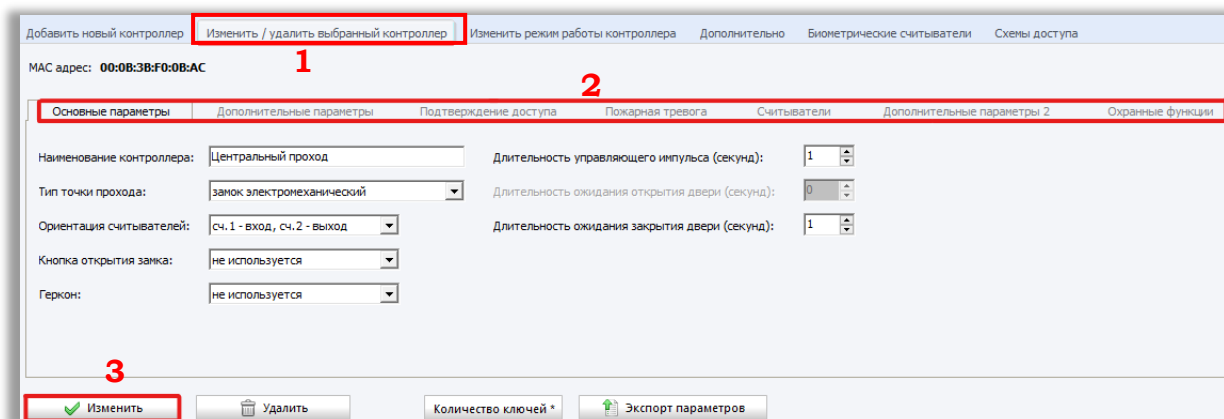 Добавить новый контроллер Изменить / удалить выбранный контроллер Изменить режим работы контроллера Дополнительно Биометрические считыватели Схемы доступа
1
MAC адрес: 00:0B:3B:F0:0B:AC
2
Основные параметры Дополнительные параметры Подтверждение доступа Пожарная тревога Считыватели Дополнительные параметры 2 Охранные функции
Наименование контроллера: Центральный проход Длительность управляющего импульса (секунд): 1
Тип точки прохода: замок электромеханический Длительность ожидания открытия двери (секунд): 0
Ориентация считывателей: сч.1 - вход, сч.2 - выход Длительность ожидания закрытия двери (секунд): 1
Кнопка открытия замка: не используется
Геркон: не используется
3
Изменить Удалить Количество ключей * Экспорт параметров